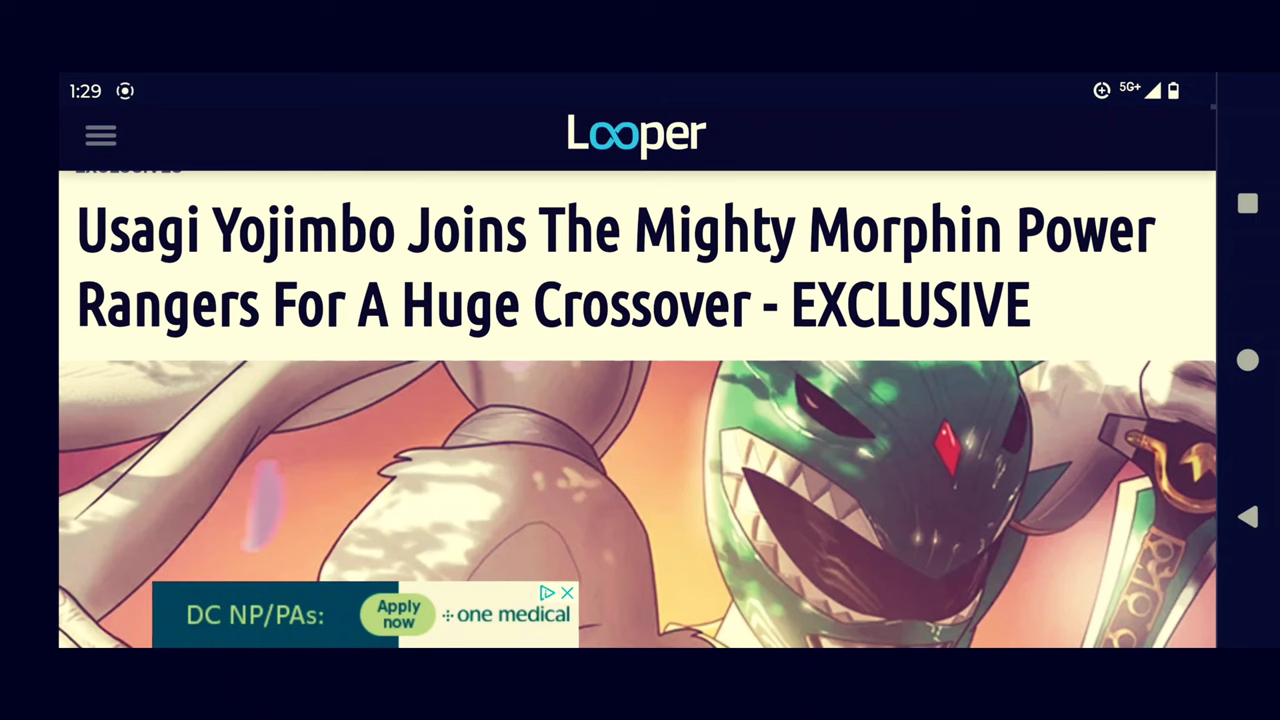 1:29
5G+
Looper
EXCLUSIVES
Usagi Yojimbo Joins The Mighty Morphin Power
Rangers For A Huge Crossover - EXCLUSIVE
DC NP/PAs:
Apply
now
one medical